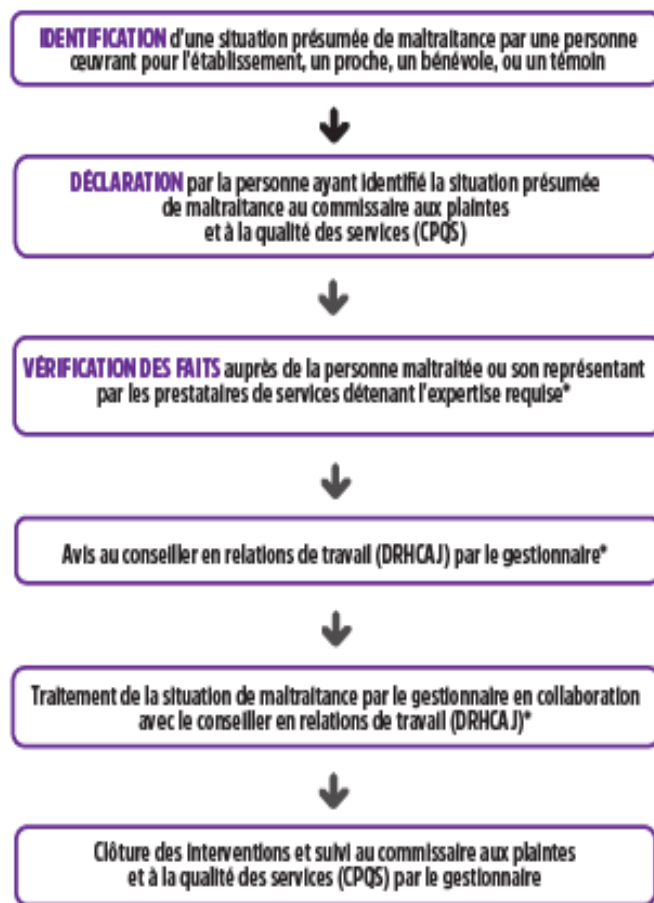 IDENTIFICATION d'une situation présumée de maltraitance par une personne
œuvrant pour l'établissement, un proche, un bénévole, ou un témoin
DÉCLARATION par la personne ayant identifié la situation présumée
de maltraitance au commissaire aux plaintes
et à la qualité des services (CPQS)
VÉRIFICATION DES FAITS auprès de la personne maltraitée ou son représentant
par les prestataires de services détenant l'expertise requise*
Avis au conseiller en relations de travail (DRHCAJ) par le gestionnaire*
Traitement de la situation de maltraitance par le gestionnaire en collaboration
avec le conseiller en relations de travail (DRHCAJ)*
Clôture des interventions et suivi au commissaire aux plaintes
et à la qualité des services (CPQS) par le gestionnaire